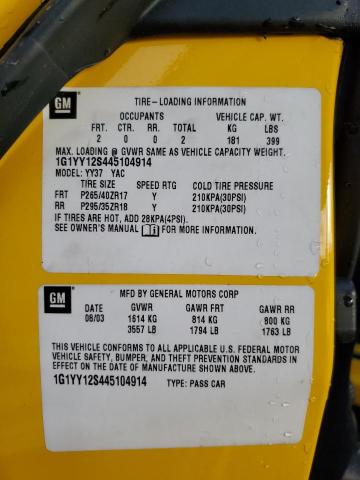 GM
TIRE-LOADING INFORMATION
OCCUPANTS VEHICLE CAP. WT.
FRT. CTR. RR. TOTAL KG LBS
2 0 0 2 181 399
MAX. LOADING @ GVWR SAME AS VEHICLE CAPACITY WEIGHT.
1G1YY12S445104914
MODEL: YY37 YAC
TIRE SIZE SPEED RTG COLD TIRE PRESSURE
FRT P265/40ZR17 Y 210KPA(30PSI)
RR P295/35ZR18 Y 210KPA(30PSI)
IF TIRES ARE HOT, ADD 28KPA(4PSI).
SEE OWNER'S MANUAL FOR ADDITIONAL INFORMATION.
GM
MFD BY GENERAL MOTORS CORP
DATE GVWR GAWR FRT GAWR RR
08/03 1614 KG 814 KG 800 KG
3557 LB 1794 LB 1763 LB
THIS VEHICLE CONFORMS TO ALL APPLICABLE U.S. FEDERAL MOTOR
VEHICLE SAFETY, BUMPER, AND THEFT PREVENTION STANDARDS IN
EFFECT ON THE DATE OF MANUFACTURE SHOWN ABOVE.
1G1YY12S445104914 TYPE: PASS CAR